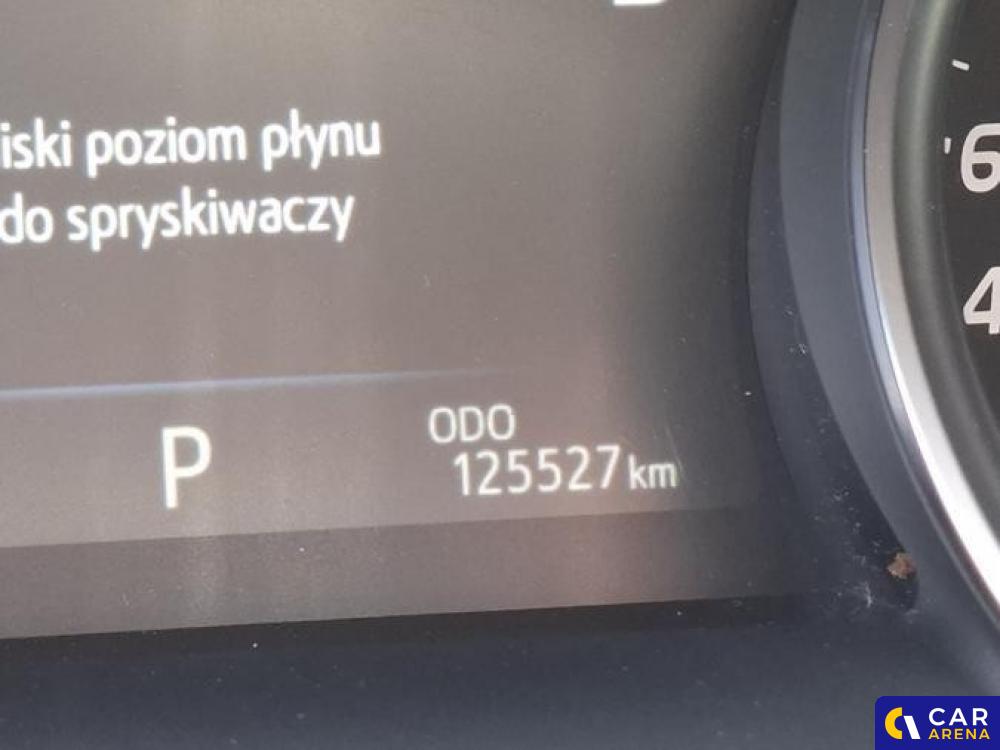 iski poziom płynu
do spryskiwaczy
P
ODO
125527 km
6
4
CAR
ARENA